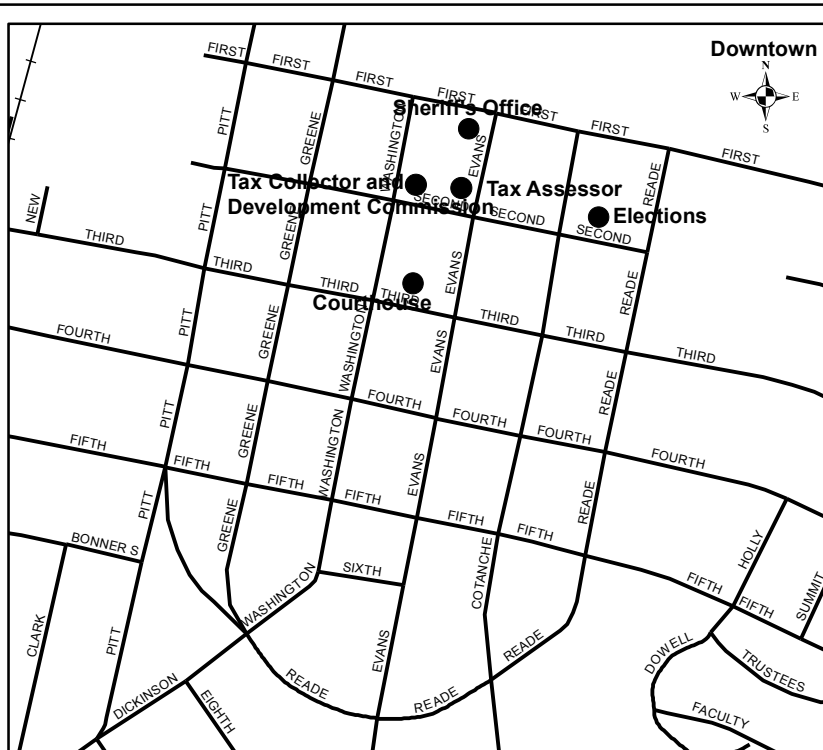 Downtown
N
W E
S
FIRST
FIRST
FIRST
FIRST
FIRST
FIRST
FIRST
Sheriff's Office
PITT
GREENE
WASHINGTON
EVANS
READE
Tax Collector and
Development Commission
Tax Assessor
SECOND
SECOND
SECOND
Elections
NEW
PITT
GREENE
THIRD
THIRD
THIRD
THIRD
THIRD
THIRD
THIRD
EVANS
READE
Courthouse
FOURTH
PITT
GREENE
WASHINGTON
EVANS
FOURTH
FOURTH
FOURTH
FOURTH
READE
PITT
GREENE
WASHINGTON
FIFTH
FIFTH
FIFTH
FIFTH
FIFTH
FIFTH
FIFTH
FIFTH
EVANS
READE
PITT
GREENE
BONNER S
SIXTH
WASHINGTON
COTANCHE
HOLLY
SUMMIT
CLARK
PITT
EVANS
READE
READE
READE
DOWELL
TRUSTEES
DICKINSON
EIGHTH
FACULTY